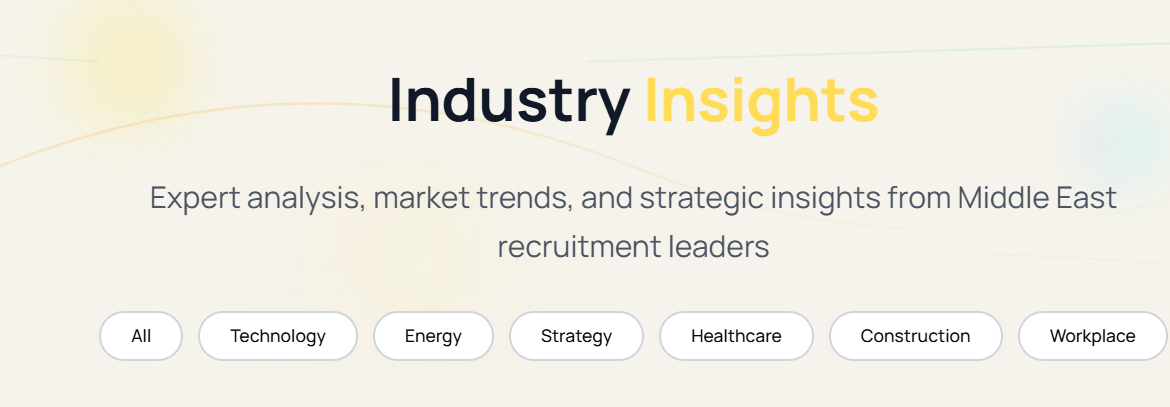 Industry Insights
Expert analysis, market trends, and strategic insights from Middle East
recruitment leaders
All Technology Energy Strategy Healthcare Construction Workplace